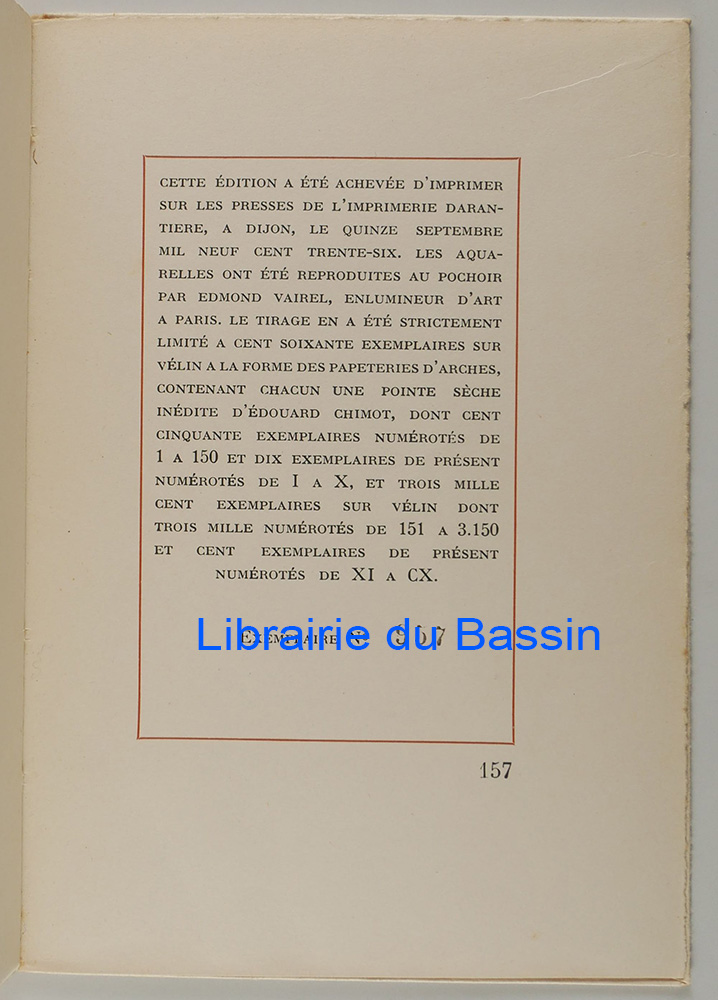 CETTE ÉDITION A ÉTÉ ACHEVÉE D'IMPRIMER
SUR LES PRESSES DE L'IMPRIMERIE DARAN-
TIERE, A DIJON, LE QUINZE SEPTEMBRE
MIL NEUF CENT TRENTE-SIX. LES AQUA-
RELLES ONT ÉTÉ REPRODUITES AU POCHOIR
PAR EDMOND VAIREL, ENLUMINEUR D'ART
A PARIS. LE TIRAGE EN A ÉTÉ STRICTEMENT
LIMITÉ A CENT SOIXANTE EXEMPLAIRES SUR
VÉLIN A LA FORME DES PAPETERIES D'ARCHES,
CONTENANT CHACUN UNE POINTE SÈCHE
INÉDITE D'ÉDOUARD CHIMOT, DONT CENT
CINQUANTE EXEMPLAIRES NUMÉROTÉS DE
1 A 150 ET DIX EXEMPLAIRES DE PRÉSENT
NUMÉROTÉS DE I A X, ET TROIS MILLE
CENT EXEMPLAIRES SUR VÉLIN DONT
TROIS MILLE NUMÉROTÉS DE 151 A 3.150
ET CENT EXEMPLAIRES DE PRÉSENT
NUMÉROTÉS DE XI A CX.
EXEMPLAIRE N°
Librairie du Bassin
157